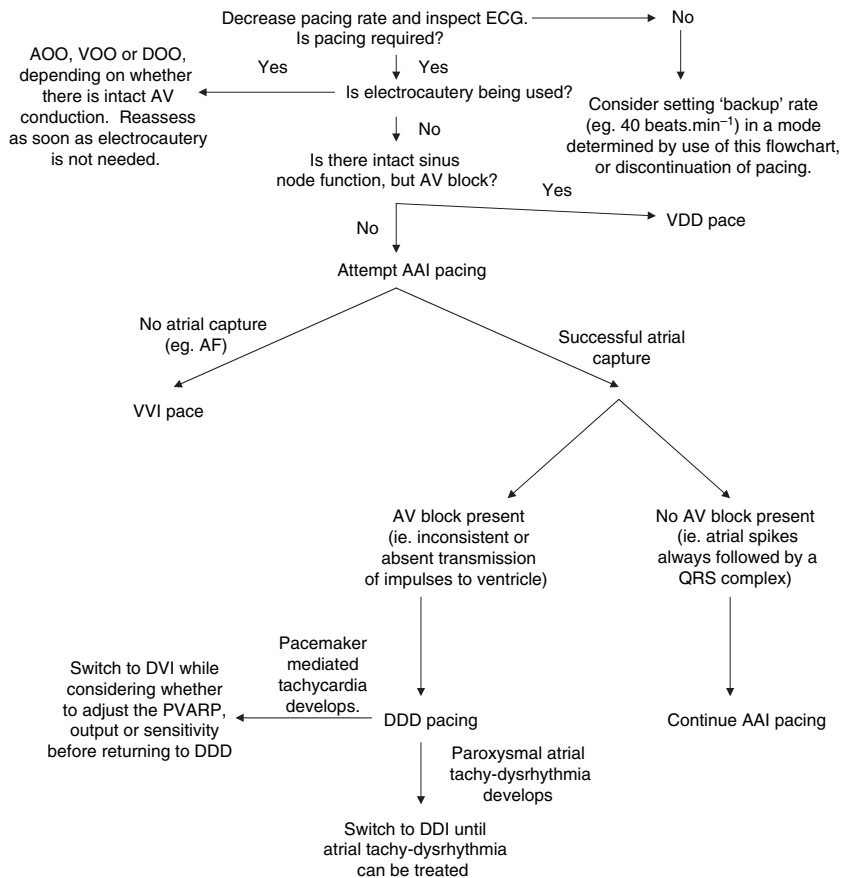 Decrease pacing rate and inspect ECG.
Is pacing required?
No
AOO, VOO or DOO,
depending on whether
there is intact AV
conduction. Reassess
as soon as electrocautery
is not needed.
Yes
Yes
Is electrocautery being used?
Consider setting ‘backup’ rate
(eg. 40 beats.min⁻¹) in a mode
determined by use of this flowchart,
or discontinuation of pacing.
No
Is there intact sinus
node function, but AV block?
Yes
VDD pace
No
Attempt AAI pacing
No atrial capture
(eg. AF)
Successful atrial
capture
VVI pace
AV block present
(ie. inconsistent or
absent transmission
of impulses to ventricle)
No AV block present
(ie. atrial spikes
always followed by a
QRS complex)
Pacemaker
mediated
tachycardia
develops.
Switch to DVI while
considering whether
to adjust the PVARP,
output or sensitivity
before returning to DDD
DDD pacing
Continue AAI pacing
Paroxysmal atrial
tachy-dysrhythmia
develops
Switch to DDI until
atrial tachy-dysrhythmia
can be treated